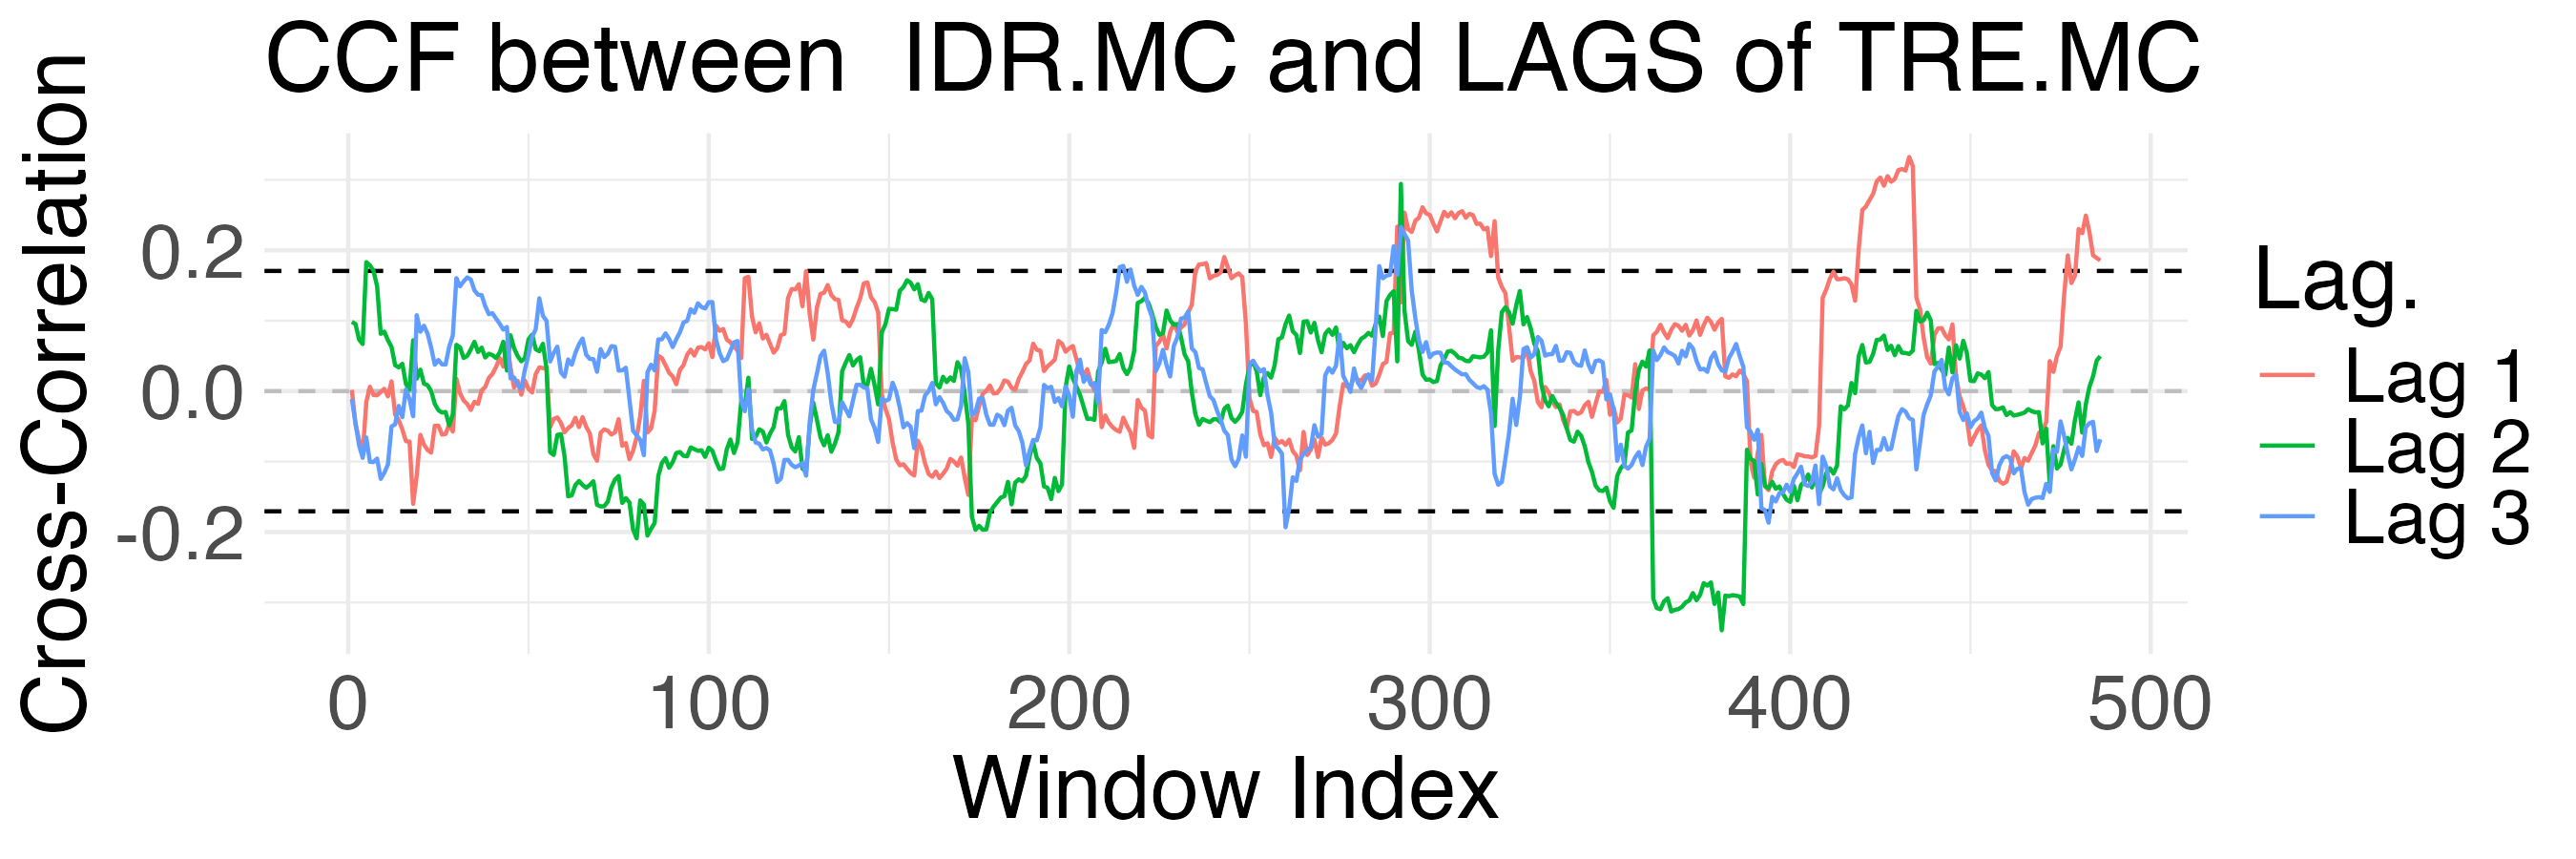 CCF between  IDR.MC and LAGS of TRE.MC
Cross-Correlation
0.2
0.0
-0.2
0 100 200 300 400 500
Window Index
Lag.
Lag 1
Lag 2
Lag 3